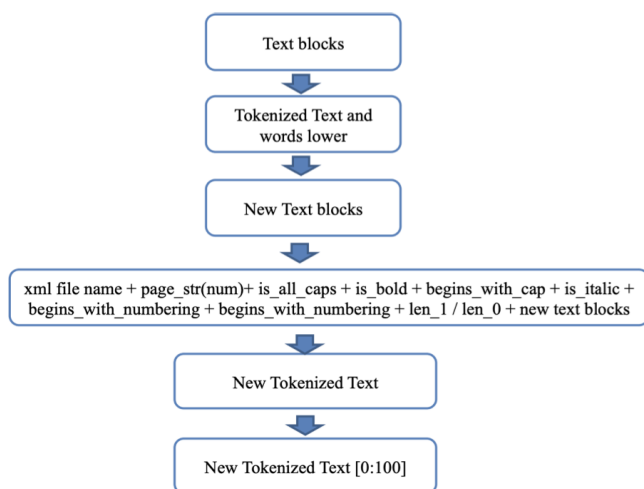 Text blocks
Tokenized Text and
words lower
New Text blocks
xml file name + page_str(num)+ is_all_caps + is_bold + begins_with_cap + is_italic +
begins_with_numbering + begins_with_numbering + len_1 / len_0 + new text blocks
New Tokenized Text
New Tokenized Text [0:100]